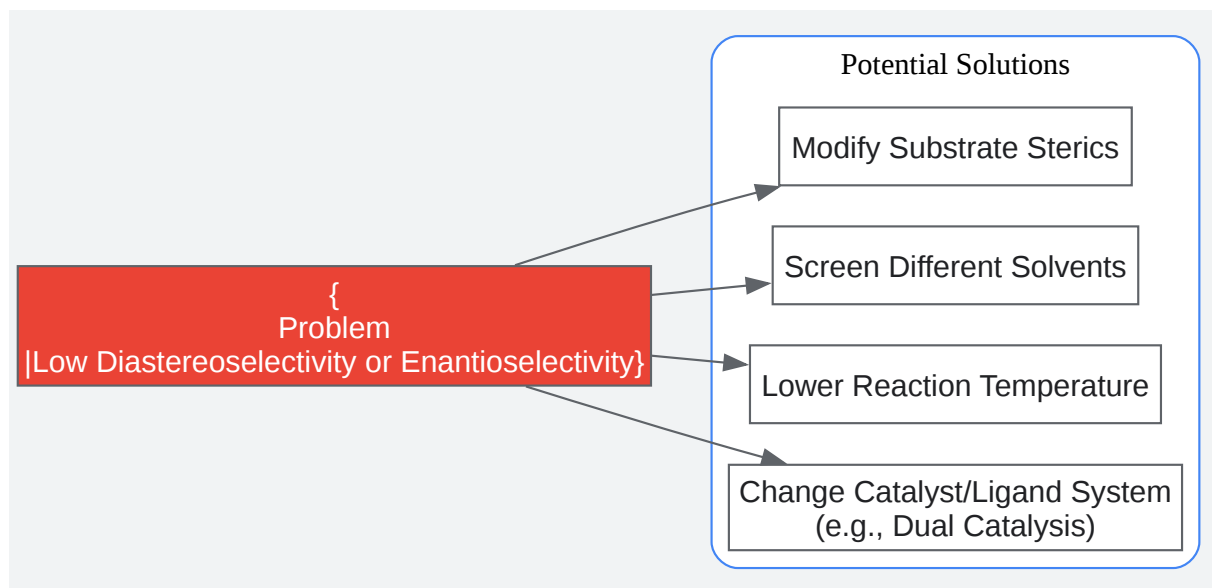 {
Problem
|Low Diastereoselectivity or Enantioselectivity}
Potential Solutions
Modify Substrate Sterics
Screen Different Solvents
Lower Reaction Temperature
Change Catalyst/Ligand System
(e.g., Dual Catalysis)